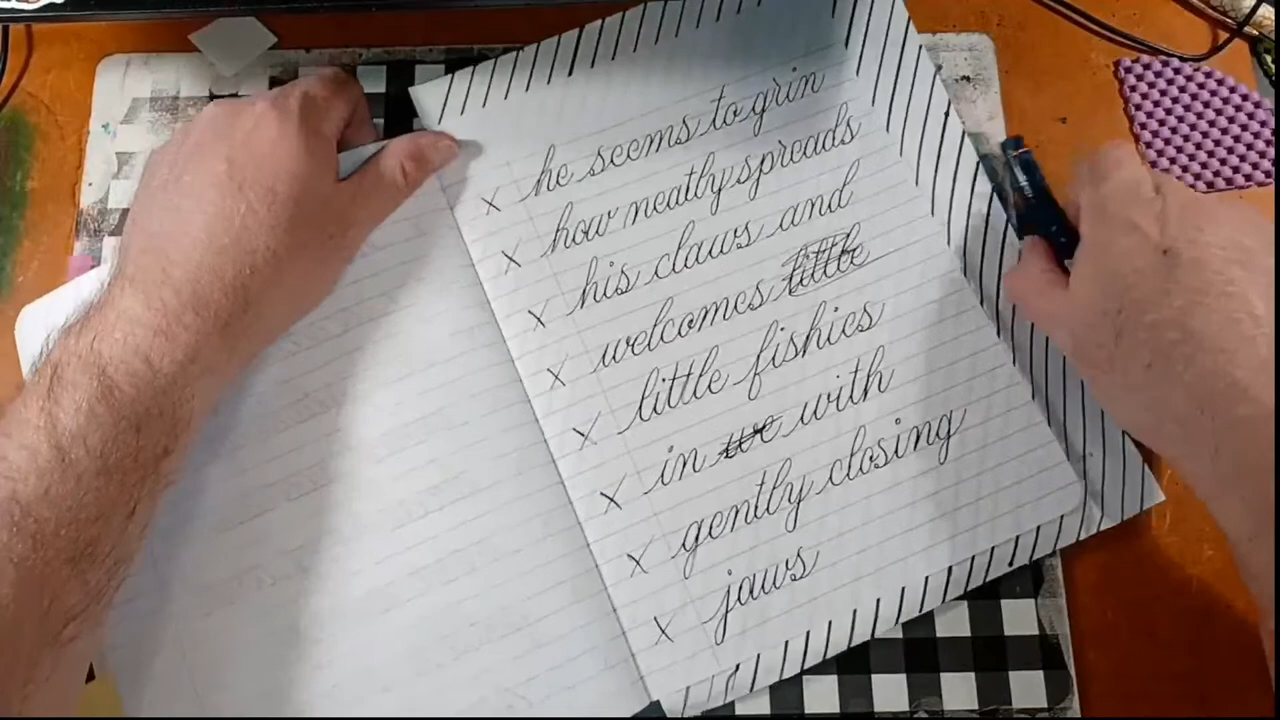 x he seems to grin
x how neatly spreads
x his claws and
x welcomes little
x little fishies
x in we with
x gently closing
x jaws